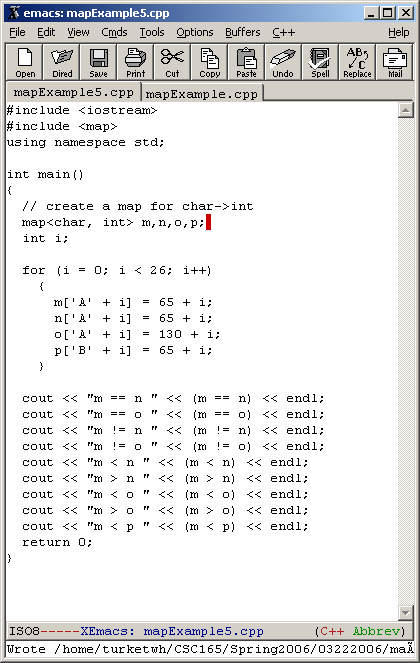 emacs: mapExample5.cpp
File Edit View Cmds Tools Options Buffers C++ Help
Open Dired Save Print Cut Copy Paste Undo Spell Replace Mail
mapExample5.cpp mapExample.cpp
#include <iostream>
#include <map>
using namespace std;
int main()
{
// create a map for char->int
map<char, int> m,n,o,p;
int i;
for (i = 0; i < 26; i++)
{
m['A' + i] = 65 + i;
n['A' + i] = 65 + i;
o['A' + i] = 130 + i;
p['B' + i] = 65 + i;
}
cout << "m == n " << (m == n) << endl;
cout << "m == o " << (m == o) << endl;
cout << "m != n " << (m != n) << endl;
cout << "m != o " << (m != o) << endl;
cout << "m < n " << (m < n) << endl;
cout << "m > n " << (m > n) << endl;
cout << "m < o " << (m < o) << endl;
cout << "m > o " << (m > o) << endl;
cout << "m < p " << (m < p) << endl;
return 0;
}
ISO8-----XEmacs: mapExample5.cpp (C++ Abbrev)
Wrote /home/turketwh/CSC165/Spring2006/03222006/ma